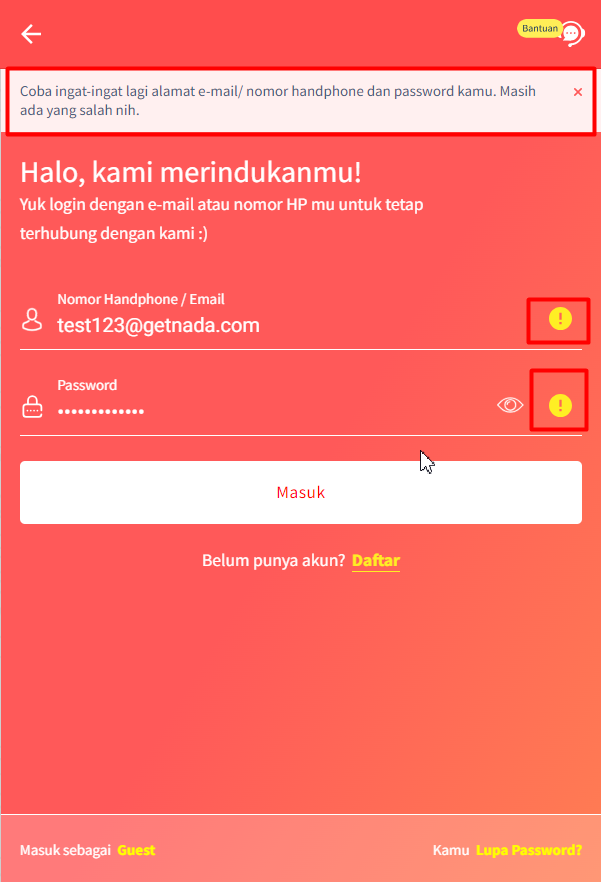 Bantuan
Coba ingat-ingat lagi alamat e-mail/ nomor handphone dan password kamu. Masih
ada yang salah nih.
Halo, kami merindukanmu!
Yuk login dengan e-mail atau nomor HP mu untuk tetap
terhubung dengan kami :)
Nomor Handphone / Email
test123@getnada.com
Password
Masuk
Belum punya akun? Daftar
Masuk sebagai Guest
Kamu Lupa Password?